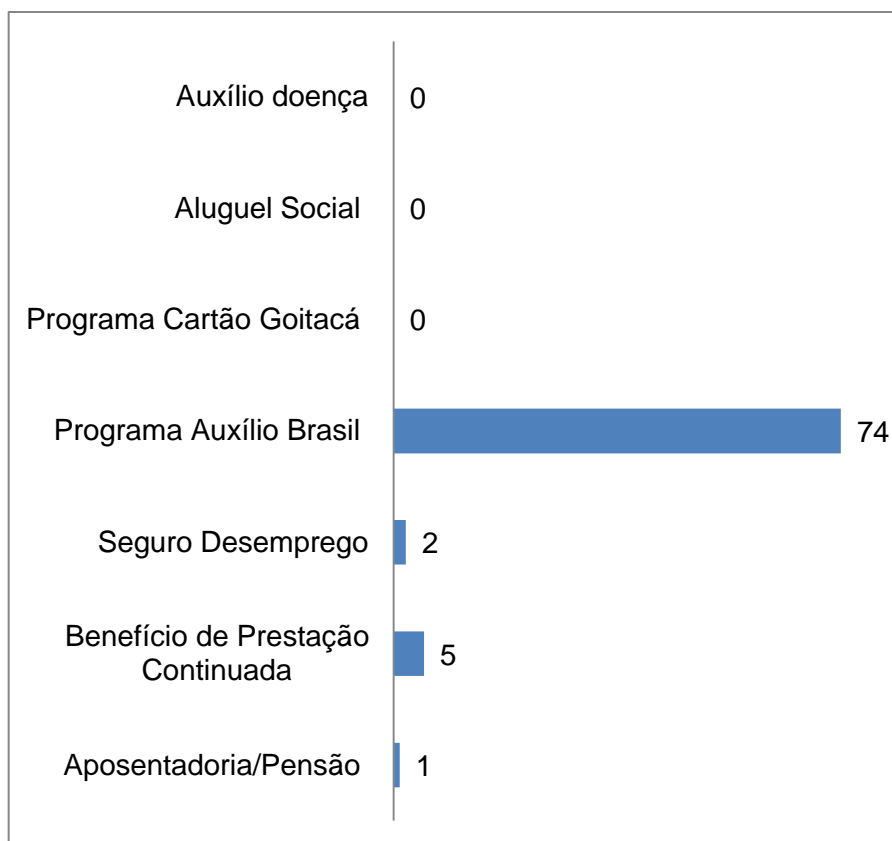 Auxílio doença 0
Aluguel Social 0
Programa Cartão Goitacá 0
Programa Auxílio Brasil 74
Seguro Desemprego 2
Benefício de Prestação
Continuada 5
Aposentadoria/Pensão 1